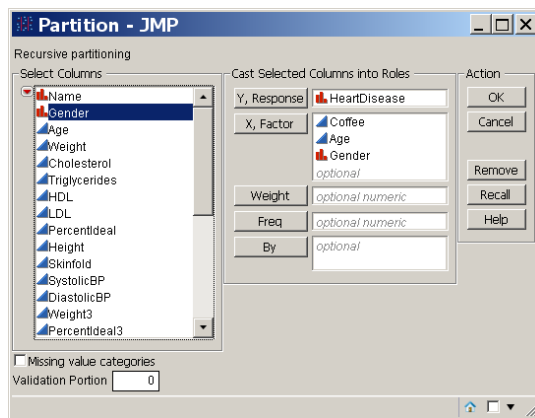 Partition - JMP
Recursive partitioning
Select Columns
Name
Gender
Age
Weight
Cholesterol
Triglycerides
HDL
LDL
PercentIdeal
Height
Skinfold
SystolicBP
DiastolicBP
Weight3
PercentIdeal3
Cast Selected Columns into Roles
Y, Response
HeartDisease
X, Factor
Coffee
Age
Gender
optional
Weight
optional numeric
Freq
optional numeric
By
optional
Action
OK
Cancel
Remove
Recall
Help
Missing value categories
Validation Portion 0